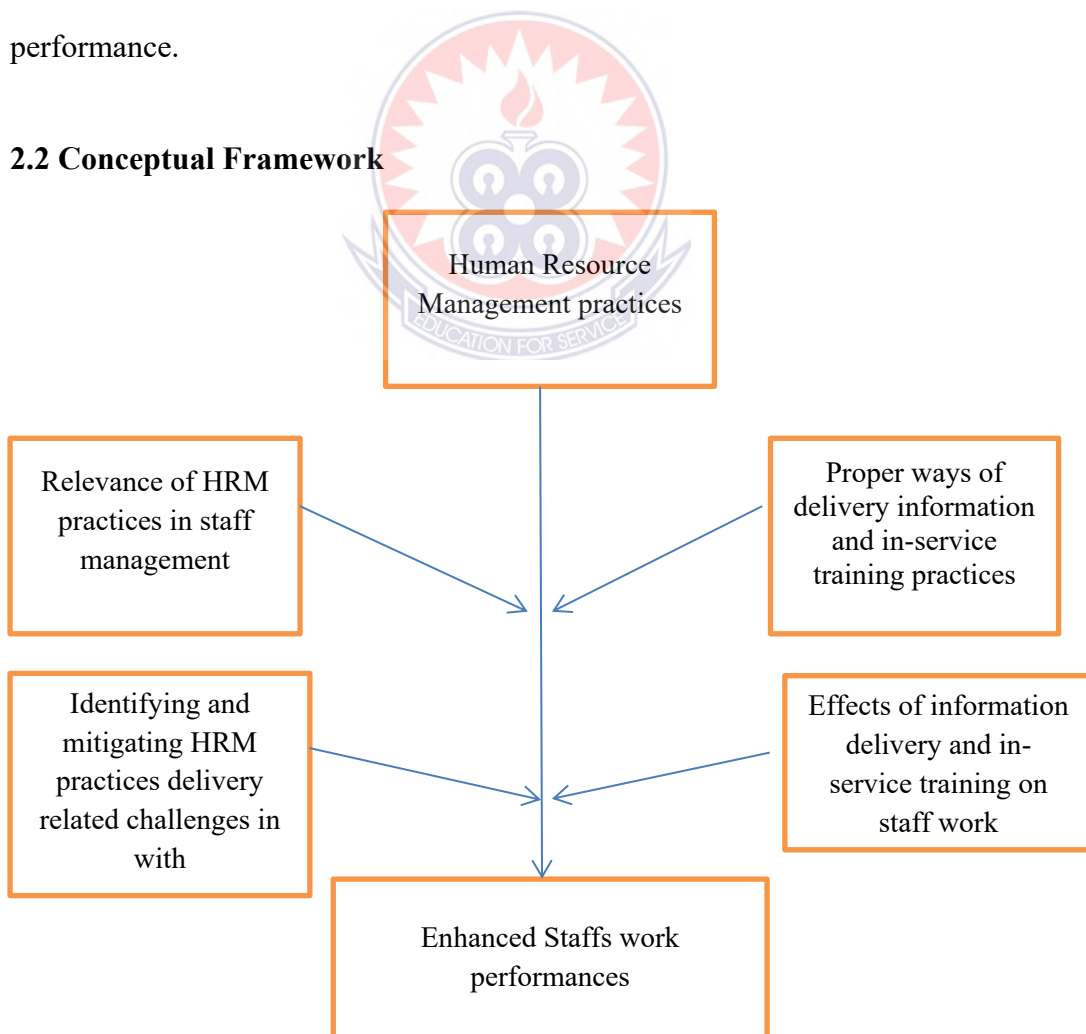 performance.
2.2 Conceptual Framework
Human Resource
Management practices
EDUCATION FOR SERVICE
Relevance of HRM
practices in staff
management
Proper ways of
delivery information
and in-service
training practices
Identifying and
mitigating HRM
practices delivery
related challenges in
with
Effects of information
delivery and in-
service training on
staff work
Enhanced Staffs work
performances